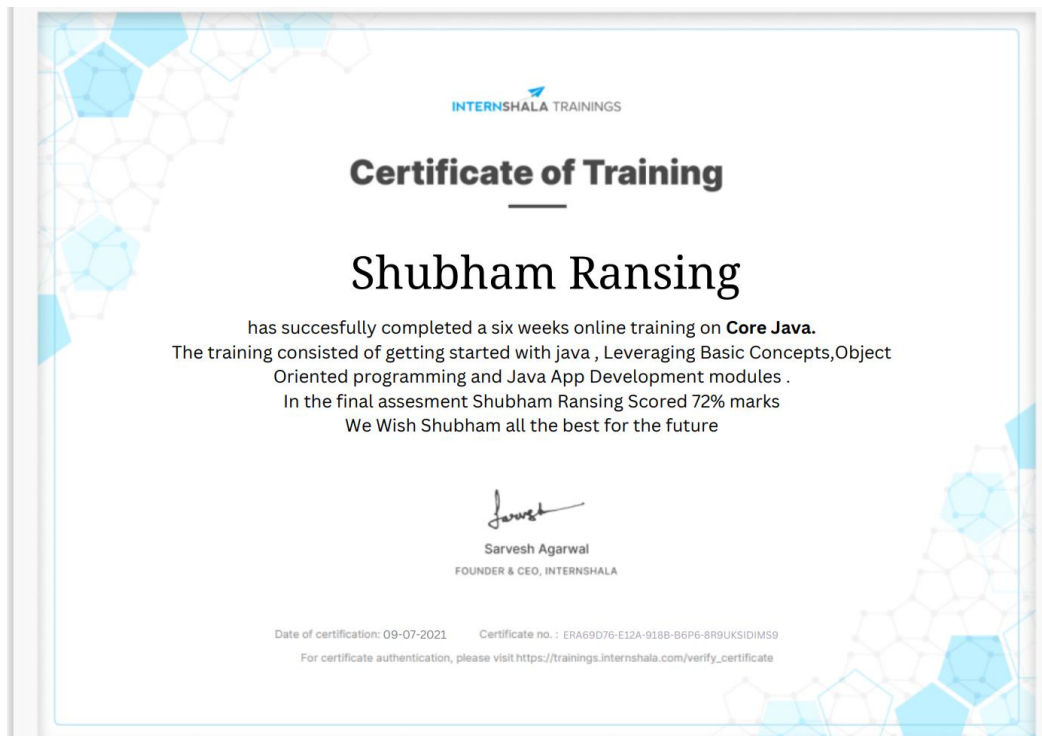 INTERNSHALA TRAININGS
Certificate of Training
Shubham Ransing
has succesfully completed a six weeks online training on Core Java.
The training consisted of getting started with java , Leveraging Basic Concepts,Object
Oriented programming and Java App Development modules .
In the final assesment Shubham Ransing Scored 72% marks
We Wish Shubham all the best for the future
Sarvesh
Sarvesh Agarwal
FOUNDER & CEO, INTERNSHALA
Date of certification: 09-07-2021 Certificate no. : ERA69D76-E12A-918B-B6P6-8R9UKSIDIMS9
For certificate authentication, please visit https://trainings.internshala.com/verify_certificate